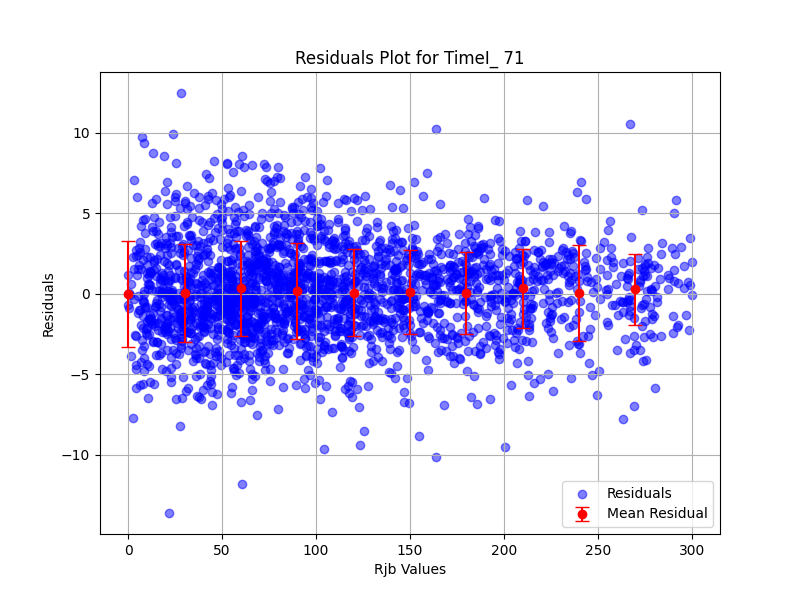 Residuals Plot for TimeI_ 71
Residuals
10
5
0
−5
−10
0 50 100 150 200 250 300
Rjb Values
Residuals
Mean Residual